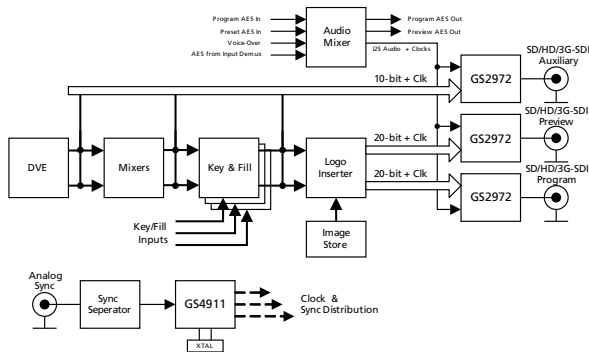 Program AES In
Preset AES In
Voice-Over
AES from Input Demux
Audio
Mixer
Program AES Out
Preview AES Out
I2S Audio + Clocks
SD/HD/3G-SDI
Auxiliary
GS2972
10-bit + Clk
SD/HD/3G-SDI
Preview
GS2972
20-bit + Clk
DVE
Mixers
Key & Fill
Logo
Inserter
20-bit + Clk
SD/HD/3G-SDI
Program
GS2972
Key/Fill
Inputs
Image
Store
Analog
Sync
Sync
Seperator
GS4911
XTAL
Clock &
Sync Distribution